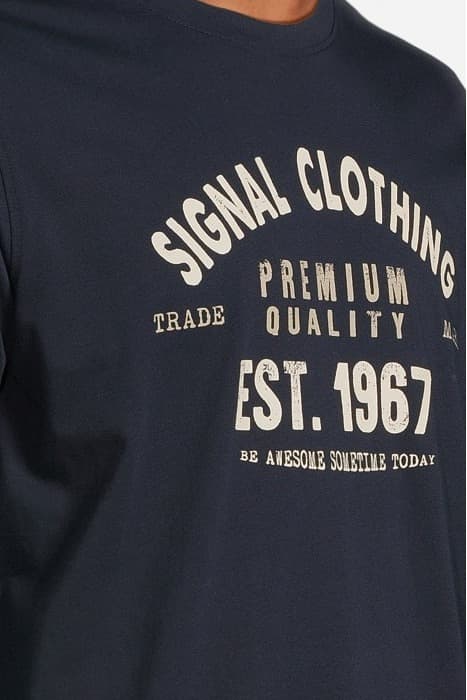 SIGNAL CLOTHING
PREMIUM
TRADE
QUALITY
EST. 1967
BE AWESOME SOMETIME TODAY